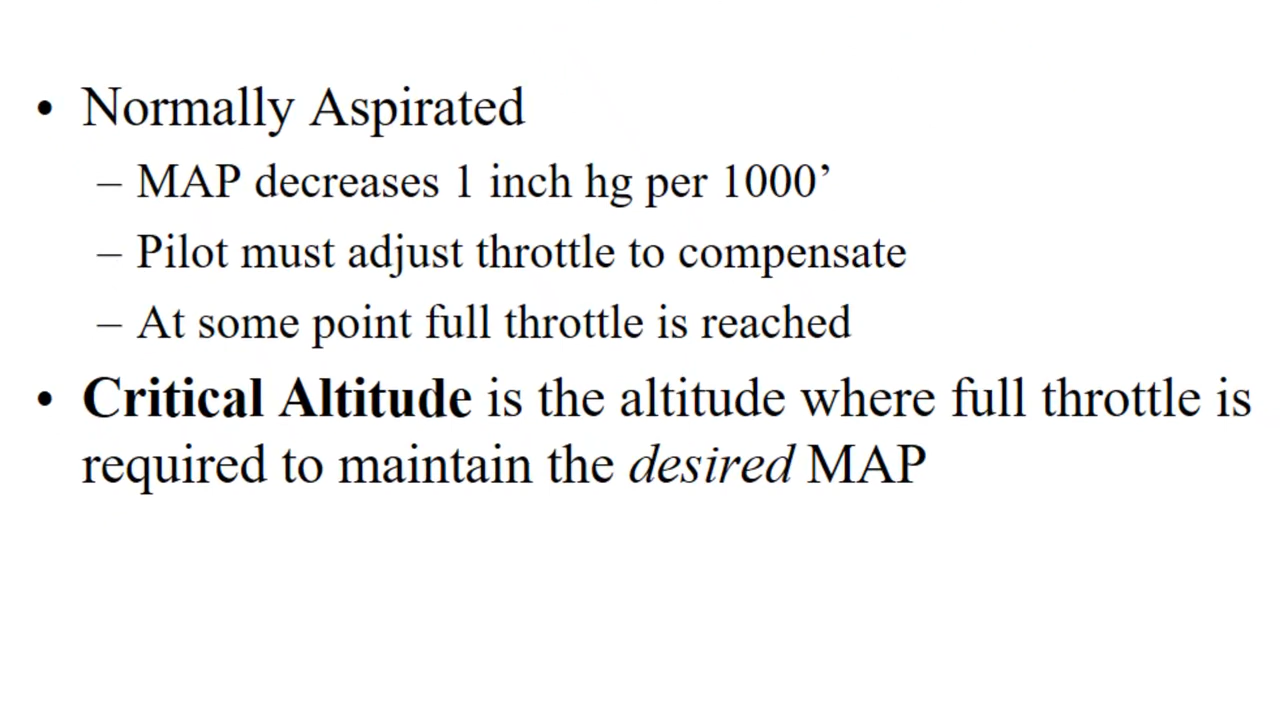 • Normally Aspirated
– MAP decreases 1 inch hg per 1000’
– Pilot must adjust throttle to compensate
– At some point full throttle is reached
• Critical Altitude is the altitude where full throttle is
required to maintain the desired MAP